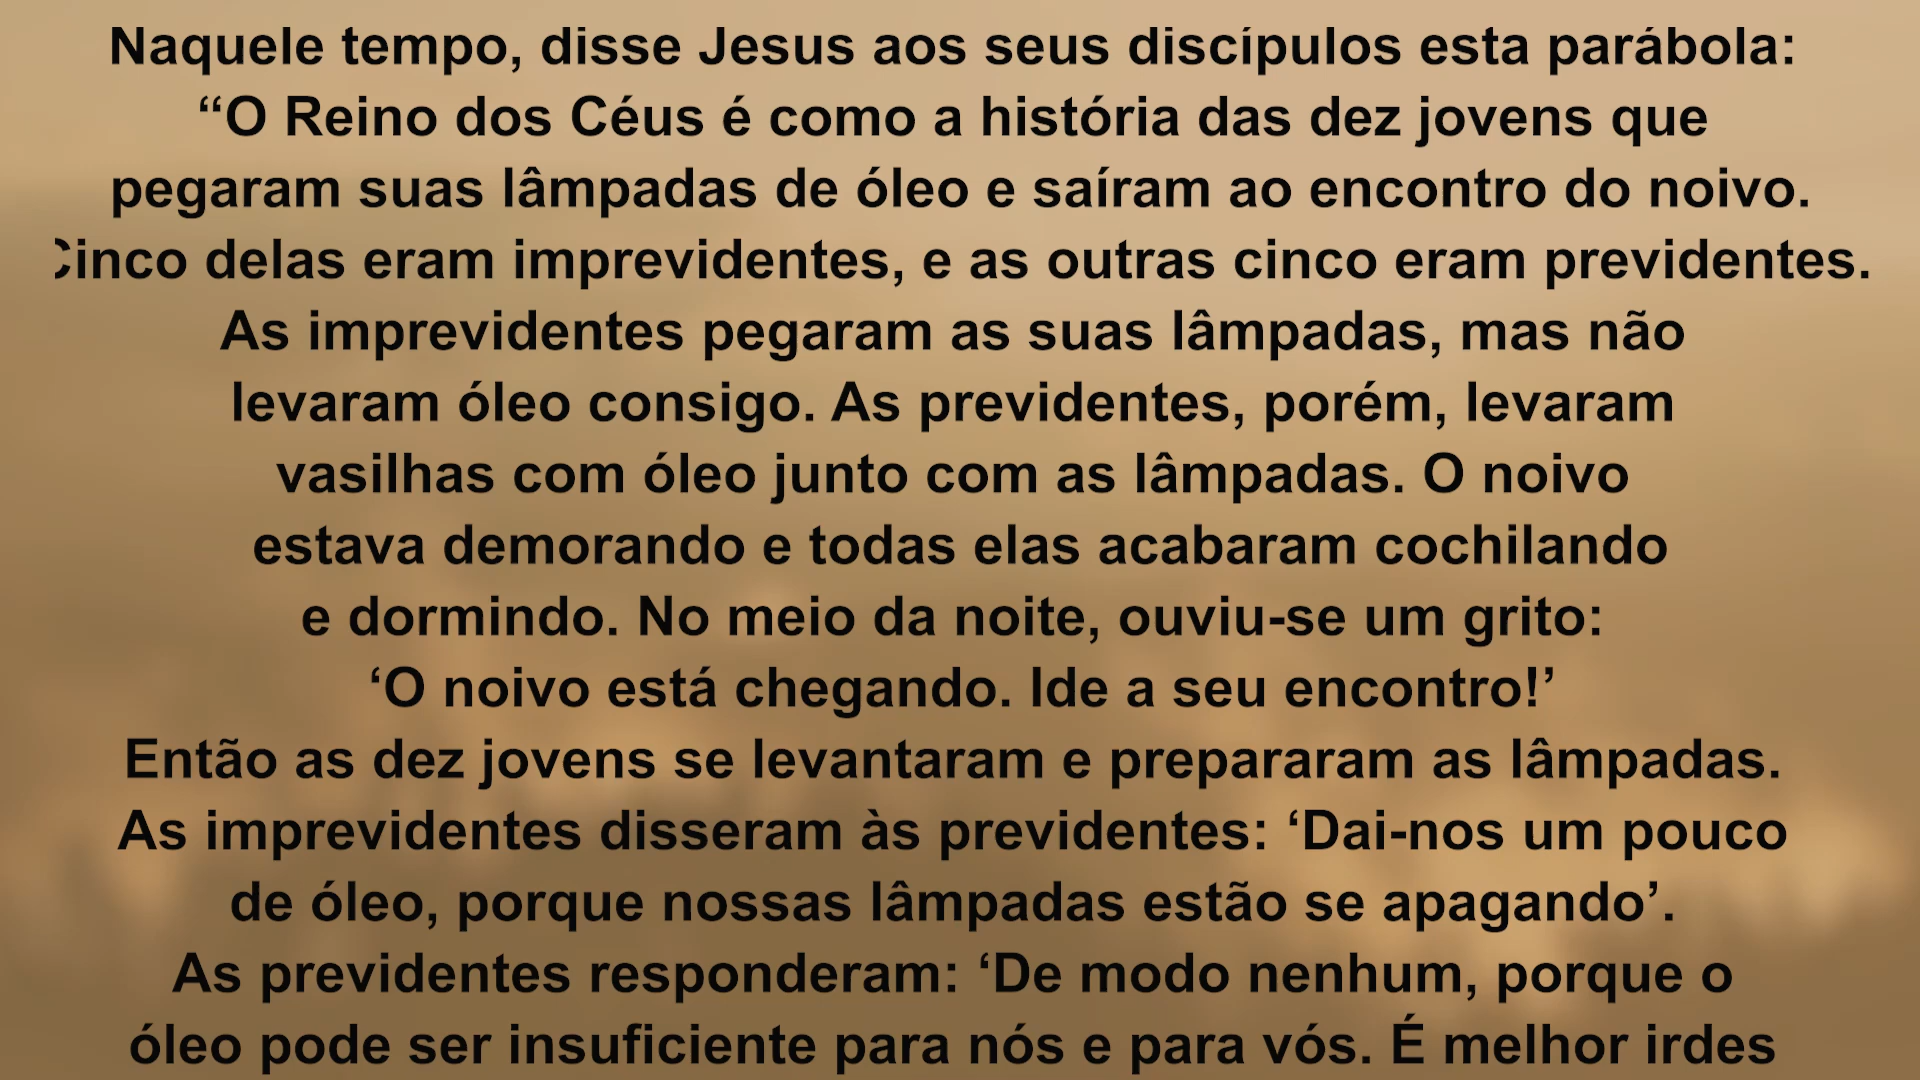 Naquele tempo, disse Jesus aos seus discípulos esta parábola:
“O Reino dos Céus é como a história das dez jovens que
pegaram suas lâmpadas de óleo e saíram ao encontro do noivo.
Cinco delas eram imprevidentes, e as outras cinco eram previdentes.
As imprevidentes pegaram as suas lâmpadas, mas não
levaram óleo consigo. As previdentes, porém, levaram
vasilhas com óleo junto com as lâmpadas. O noivo
estava demorando e todas elas acabaram cochilando
e dormindo. No meio da noite, ouviu-se um grito:
‘O noivo está chegando. Ide a seu encontro!’
Então as dez jovens se levantaram e prepararam as lâmpadas.
As imprevidentes disseram às previdentes: ‘Dai-nos um pouco
de óleo, porque nossas lâmpadas estão se apagando’.
As previdentes responderam: ‘De modo nenhum, porque o
óleo pode ser insuficiente para nós e para vós. É melhor irdes